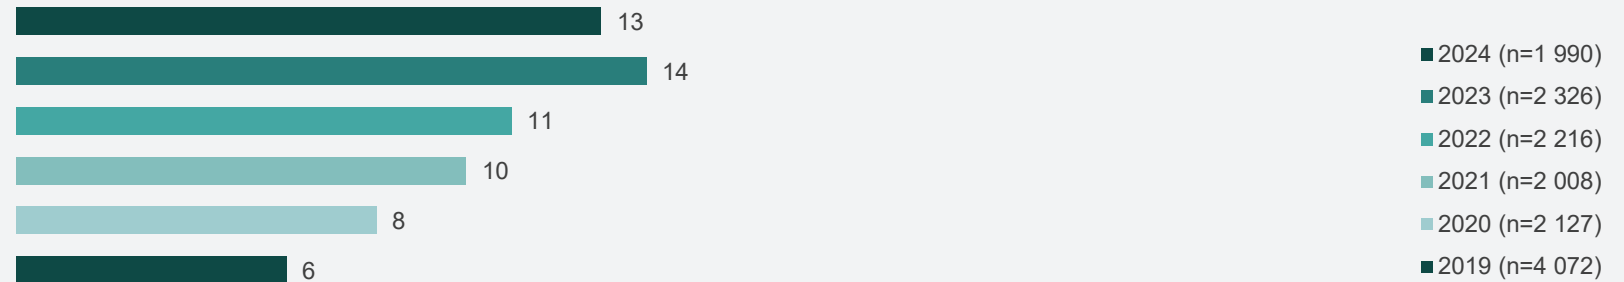 13
14
11
10
8
6
2024 (n=1 990)
2023 (n=2 326)
2022 (n=2 216)
2021 (n=2 008)
2020 (n=2 127)
2019 (n=4 072)